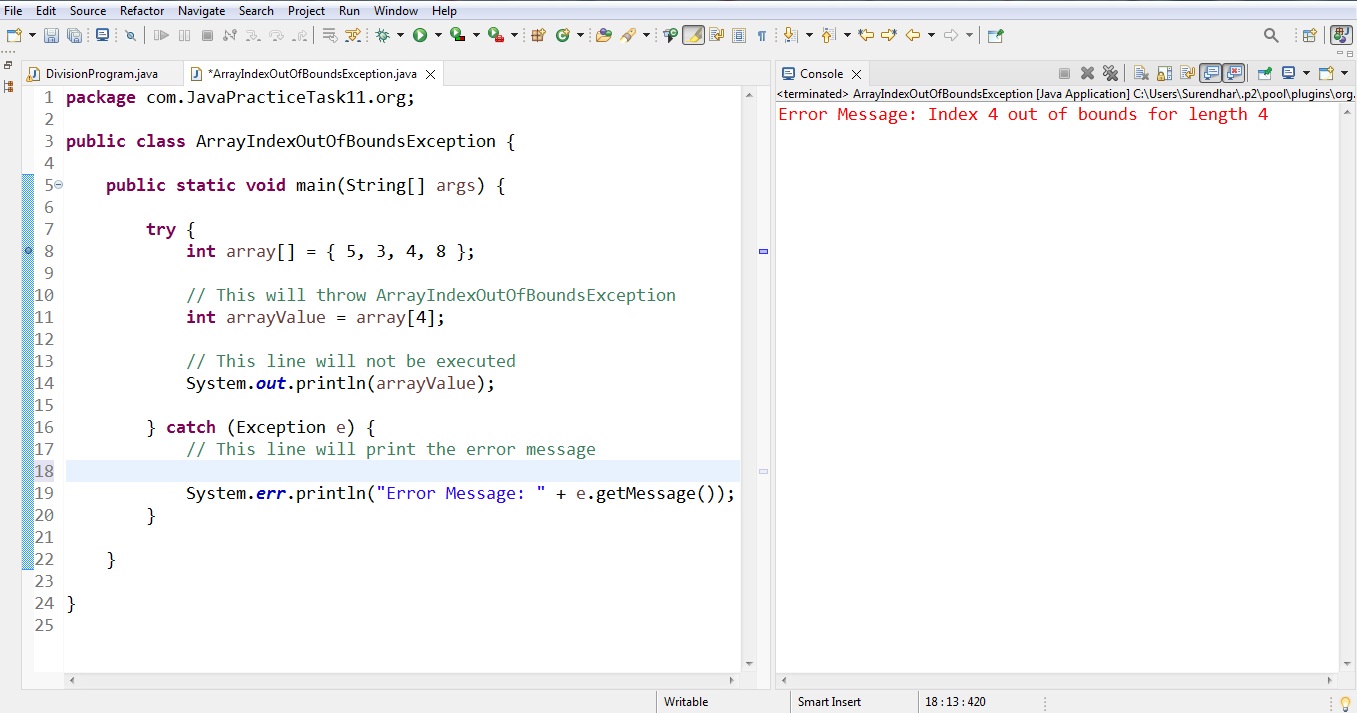 File Edit Source Refactor Navigate Search Project Run Window Help
DivisionProgram.java *ArrayIndexOutOfBoundsException.java
1 package com.JavaPracticeTask11.org;
2
3 public class ArrayIndexOutOfBoundsException {
4
5 public static void main(String[] args) {
6
7 try {
8 int array[] = { 5, 3, 4, 8 };
9
10 // This will throw ArrayIndexOutOfBoundsException
11 int arrayValue = array[4];
12
13 // This line will not be executed
14 System.out.println(arrayValue);
15
16 } catch (Exception e) {
17 // This line will print the error message
18
19 System.err.println("Error Message: " + e.getMessage());
20 }
21
22 }
23
24 }
25
Console
<terminated> ArrayIndexOutOfBoundsException [Java Application] C:\Users\Surendhar\.p2\pool\plugins\org.
Error Message: Index 4 out of bounds for length 4
Writable Smart Insert 18 : 13 : 420